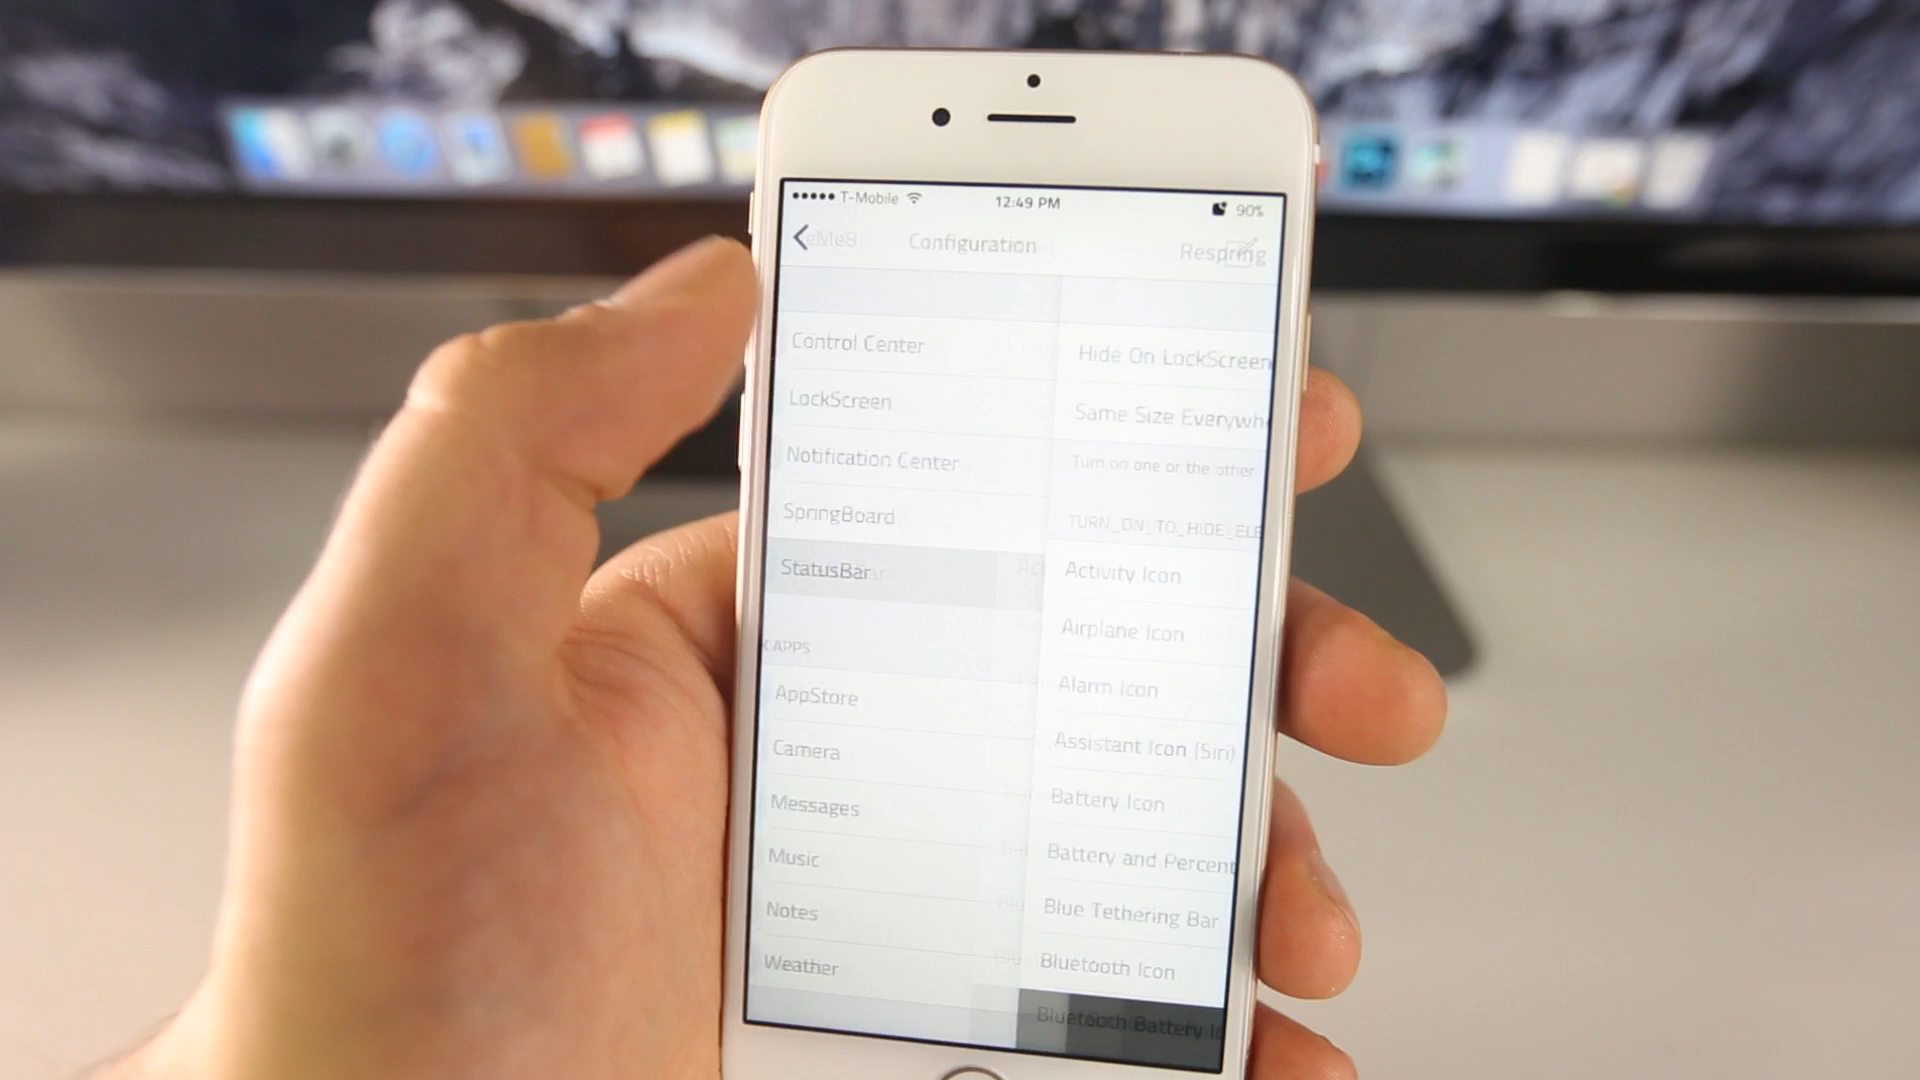 T-Mobile 12:49 PM 90%
Configuration Respring
Control Center
LockScreen
Notification Center
SpringBoard
StatusBar
APPS
AppStore
Camera
Messages
Music
Notes
Weather
Hide On LockScreen
Same Size Everywh
Turn on one or the other
TURN_ON_TO_HIDE_ELE
Activity Icon
Airplane Icon
Alarm Icon
Assistant Icon (Siri)
Battery Icon
Battery and Percent
Blue Tethering Bar
Bluetooth Icon
Bluetooth Battery Ic